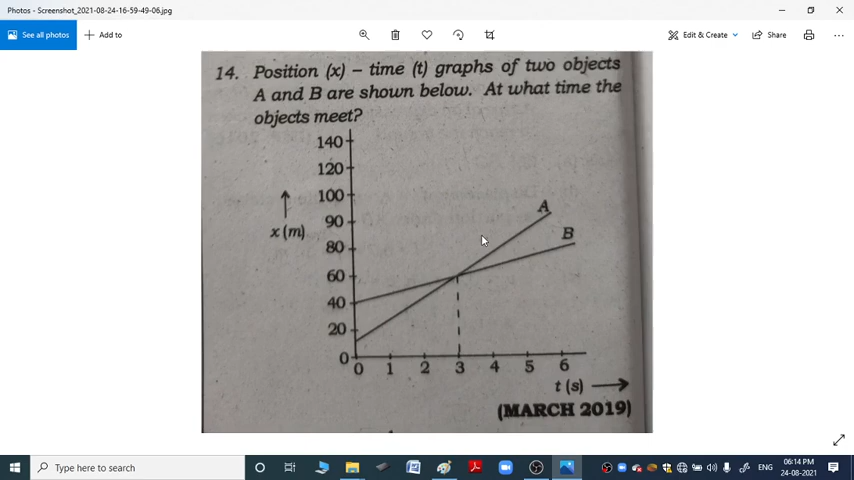 Photos - Screenshot_2021-08-24-16-59-49-06.jpg
See all photos
Add to
Edit & Create
Share
14. Position (x) – time (t) graphs of two objects
A and B are shown below. At what time the
objects meet?
140
120
100
90
80
60
40
20
0
x (m)
A
B
0 1 2 3 4 5 6
t (s)
(MARCH 2019)
Type here to search
ENG
06:14 PM
24-08-2021